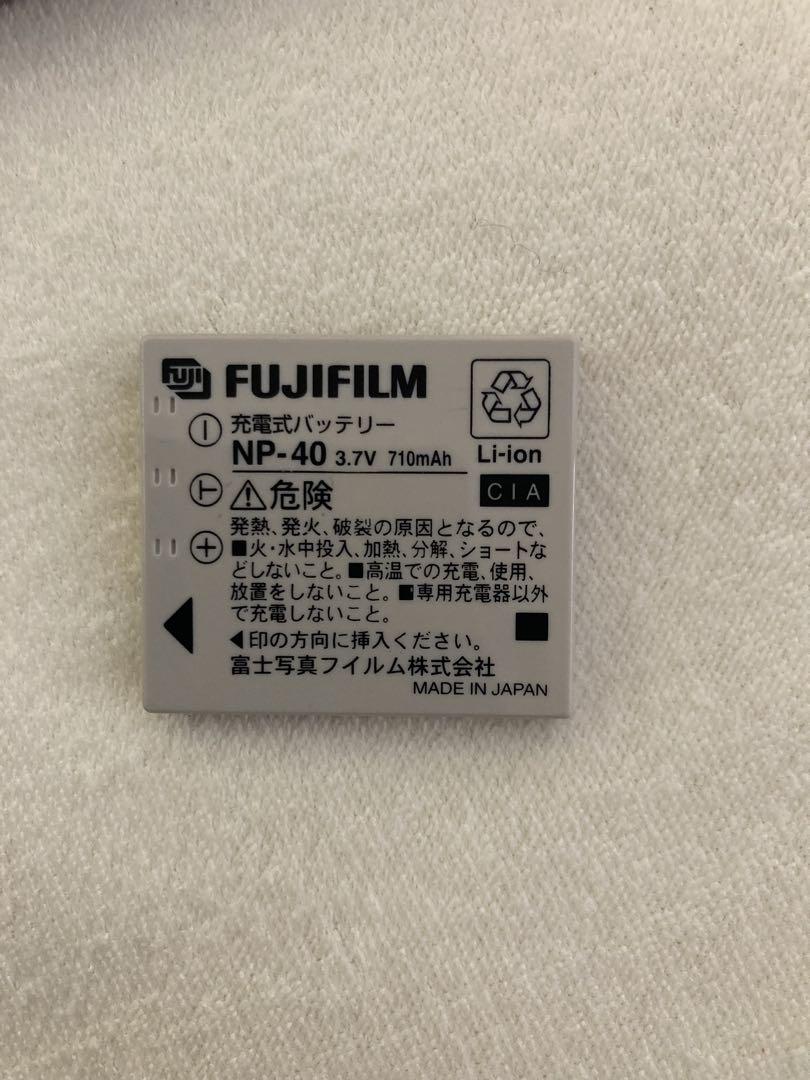 FUJI FUJIFILM
充電式バッテリー
NP-40 3.7V 710mAh Li-ion
⚠危険 CIA
発熱、発火、破裂の原因となるので、
■火・水中投入、加熱、分解、ショートな
どしないこと。■高温での充電、使用、
放置をしないこと。■専用充電器以外
で充電しないこと。
◀印の方向に挿入ください。
富士写真フイルム株式会社
MADE IN JAPAN